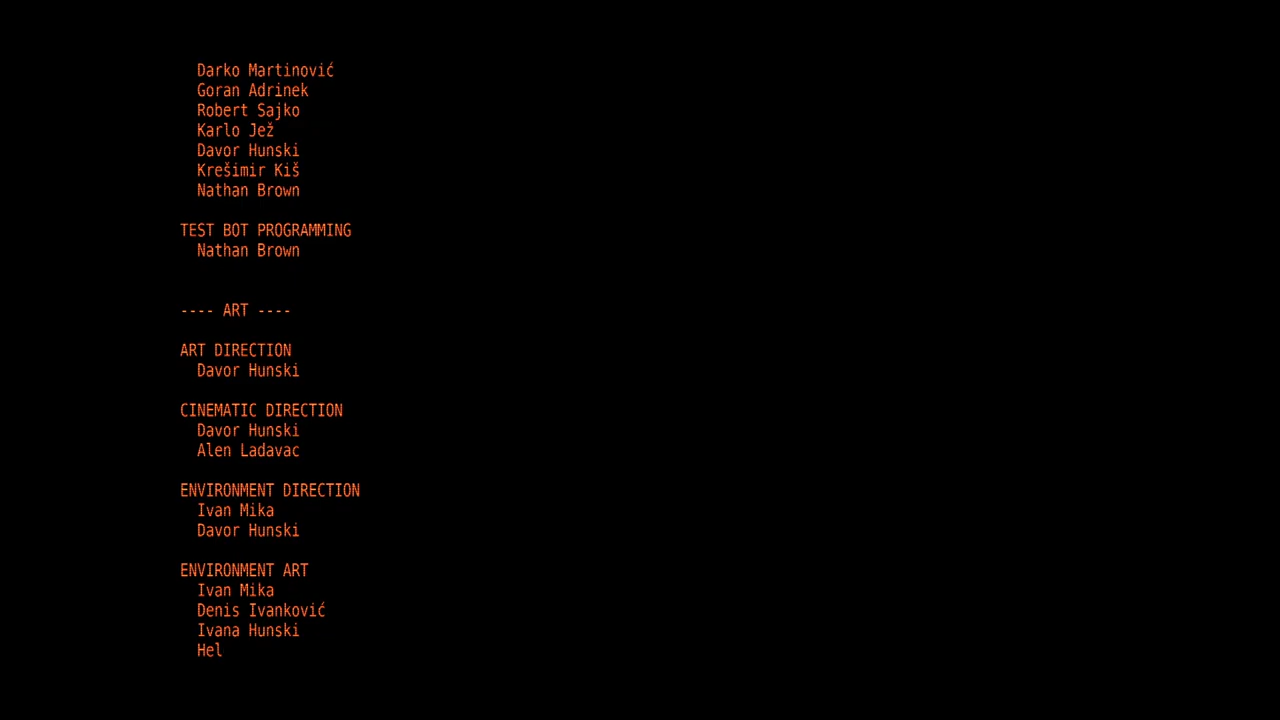 Darko Martinović
Goran Adrinek
Robert Sajko
Karlo Jež
Davor Hunski
Krešimir Kiš
Nathan Brown
TEST BOT PROGRAMMING
Nathan Brown
---- ART ----
ART DIRECTION
Davor Hunski
CINEMATIC DIRECTION
Davor Hunski
Alen Ladavac
ENVIRONMENT DIRECTION
Ivan Mika
Davor Hunski
ENVIRONMENT ART
Ivan Mika
Denis Ivanković
Ivana Hunski
Hel